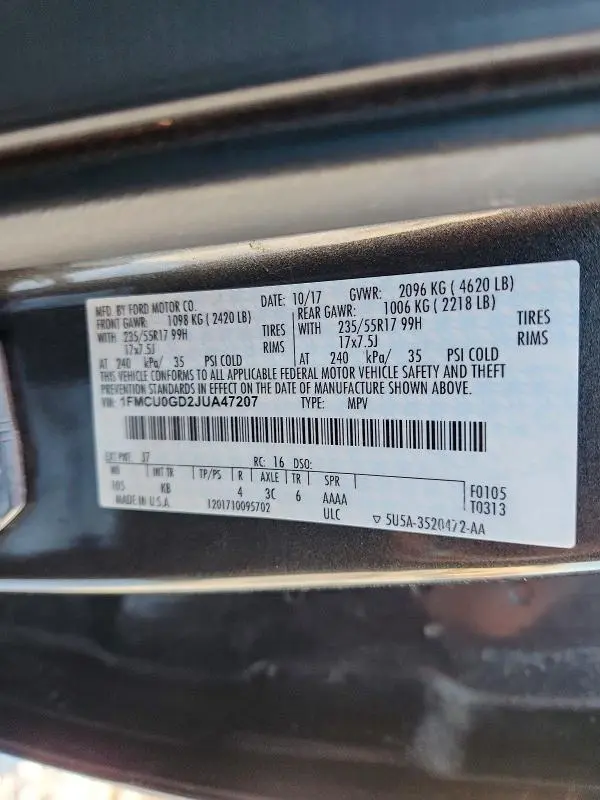 MFD. BY FORD MOTOR CO.
DATE: 10/17 GVWR: 2096 KG ( 4620 LB)
FRONT GAWR: 1098 KG ( 2420 LB) REAR GAWR: 1006 KG ( 2218 LB)
WITH 235/55R17 99H TIRES WITH 235/55R17 99H TIRES
17x7.5J RIMS 17x7.5J RIMS
AT 240 kPa/ 35 PSI COLD AT 240 kPa/ 35 PSI COLD
THIS VEHICLE CONFORMS TO ALL APPLICABLE FEDERAL MOTOR VEHICLE SAFETY AND THEFT
PREVENTION STANDARDS IN EFFECT ON THE DATE OF MANUFACTURE SHOWN ABOVE.
VIN: 1FMCU0GD2JUA47207 TYPE: MPV
EXT PNT: J7 RC: 16 DSO:
WB INT TR TP/PS R AXLE TR SPR F0105
105 KB 4 3C 6 AAAA T0313
MADE IN U.S.A. 1201710095702 ULC ▽ 5U5A-3520472-AA